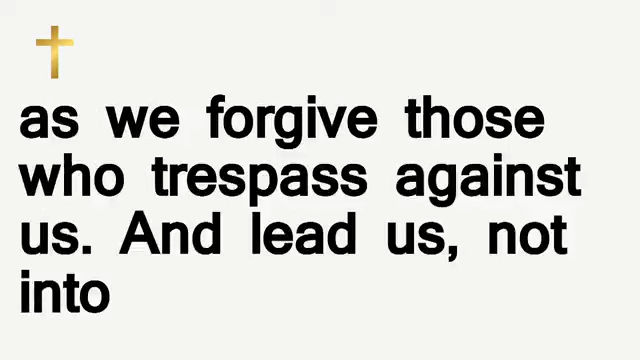 as we forgive those
who trespass against
us. And lead us, not
into